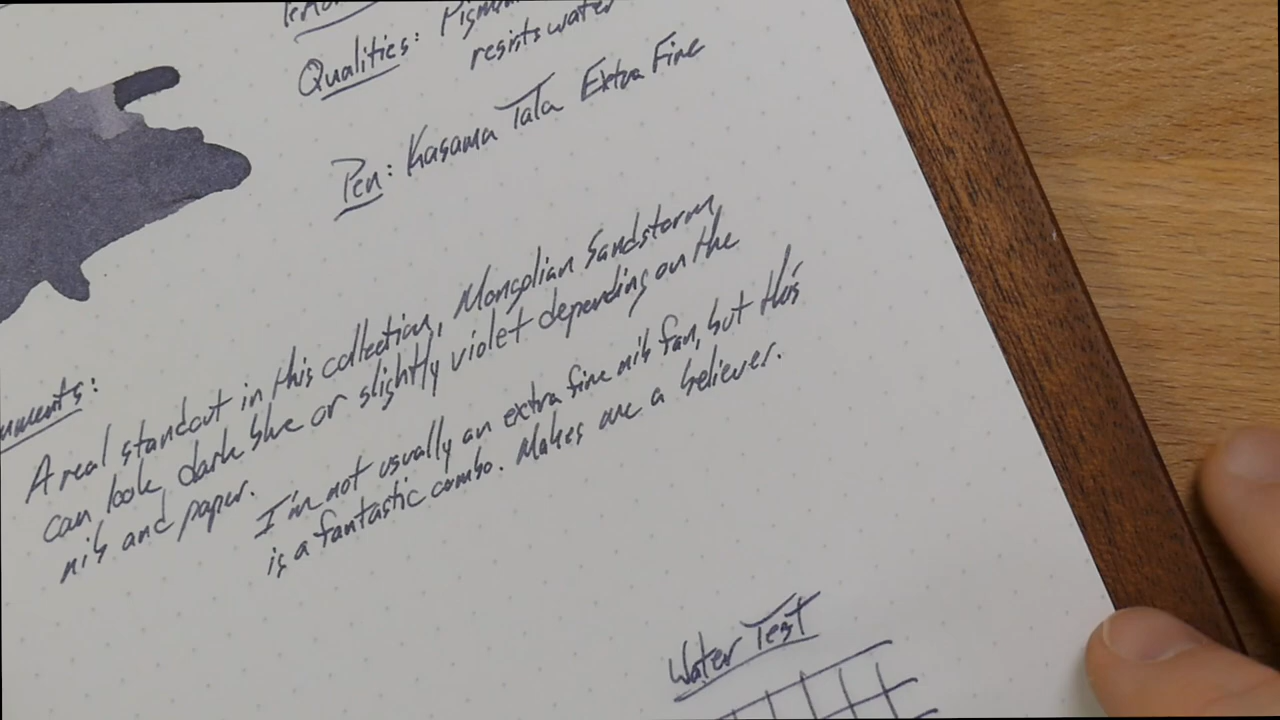 Qualities:
resists water
Pen: Kasama Tala Extra Fine
A real standout in this collection, Mongolian Sandstorm
can look dark blue or slightly violet depending on the
nib and paper.
I'm not usually an extra fine nib fan, but this
is a fantastic combo. Makes me a believer.
Water Test